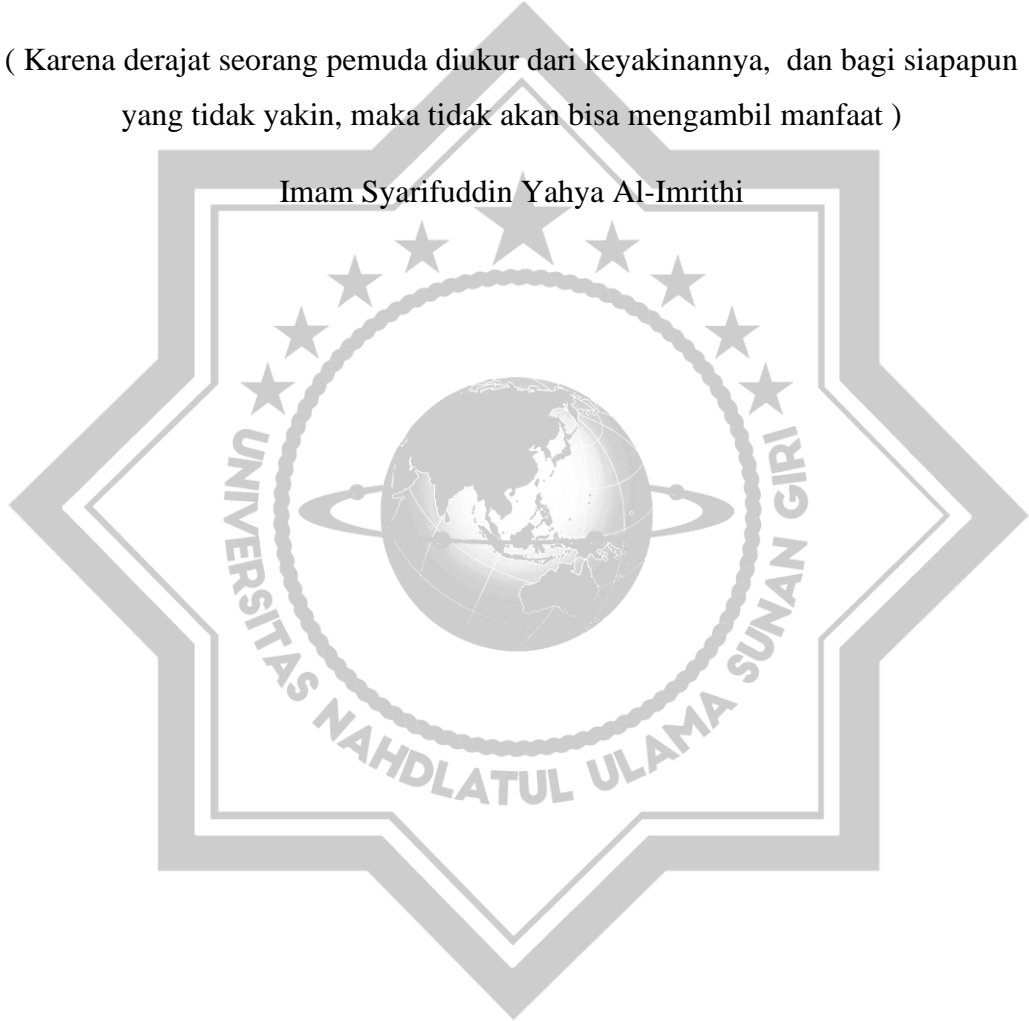 ( Karena derajat seorang pemuda diukur dari keyakinannya,  dan bagi siapapun
yang tidak yakin, maka tidak akan bisa mengambil manfaat )
Imam Syarifuddin Yahya Al-Imrithi
UNIVERSITAS NAHDLATUL ULAMA SUNAN GIRI